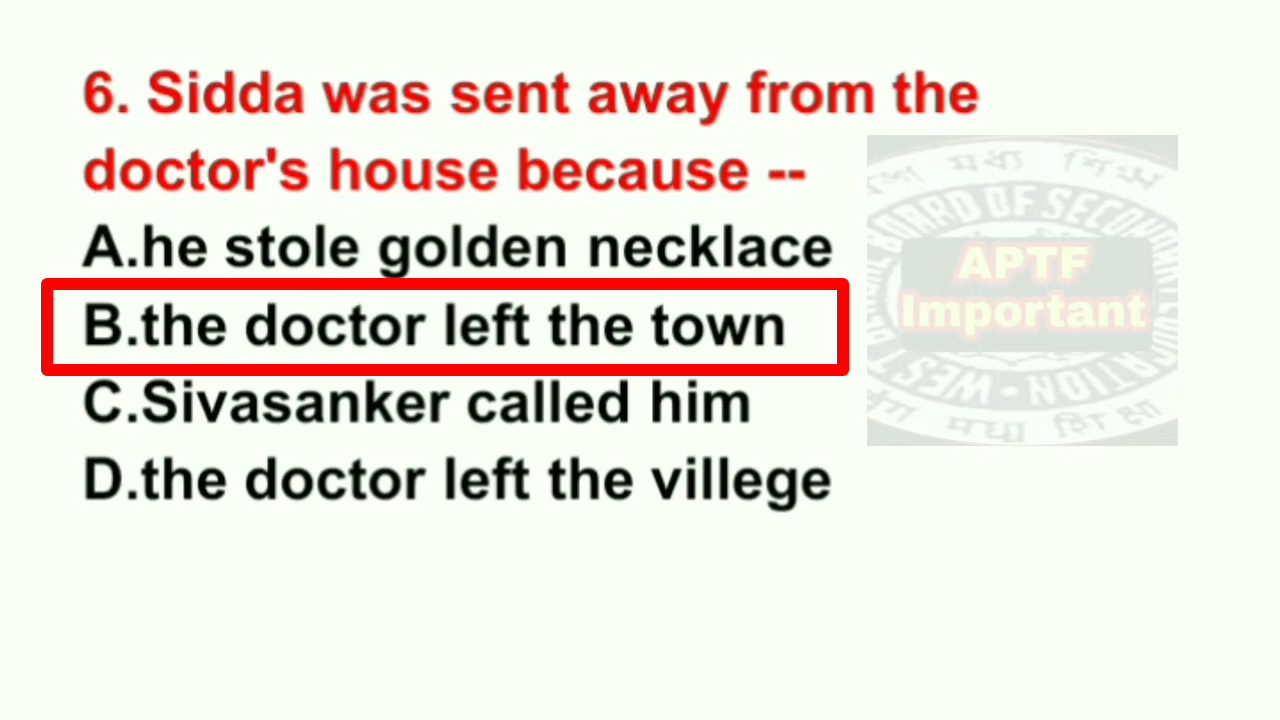 6. Sidda was sent away from the
doctor's house because --
A.he stole golden necklace
B.the doctor left the town
C.Sivasanker called him
D.the doctor left the villege
APTF
Important